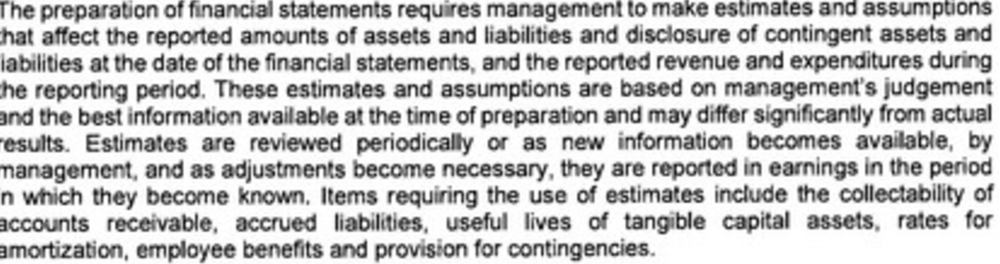 The preparation of financial statements requires management to make estimates and assumptions
that affect the reported amounts of assets and liabilities and disclosure of contingent assets and
liabilities at the date of the financial statements, and the reported revenue and expenditures during
the reporting period. These estimates and assumptions are based on management's judgement
and the best information available at the time of preparation and may differ significantly from actual
results. Estimates are reviewed periodically or as new information becomes available, by
management, and as adjustments become necessary, they are reported in earnings in the period
in which they become known. Items requiring the use of estimates include the collectability of
accounts receivable, accrued liabilities, useful lives of tangible capital assets, rates for
amortization, employee benefits and provision for contingencies.